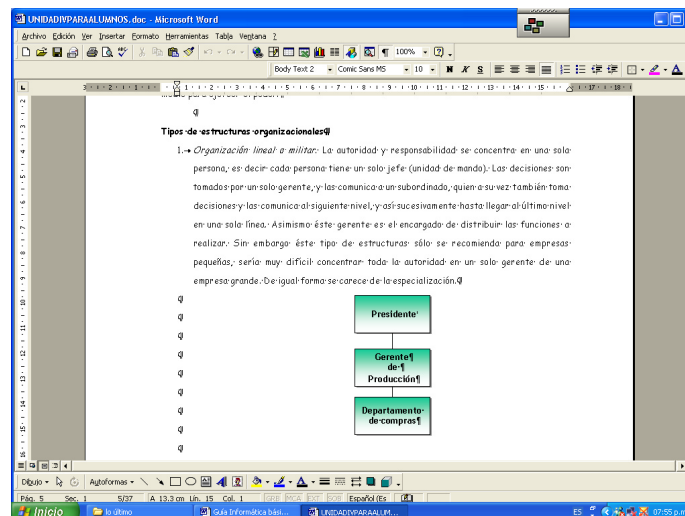 UNIDADIVPARAALUMNOS.doc - Microsoft Word
Archivo Edición Ver Insertar Formato Herramientas Tabla Ventana ?
100%
Body Text 2 Comic Sans MS 10 N K S
Tipos de estructuras organizacionales¶
1.→ Organización lineal o militar: La autoridad y responsabilidad se concentra en una sola
persona, es decir cada persona tiene un solo jefe (unidad de mando). Las decisiones son
tomados por un solo gerente, y las comunica a un subordinado, quien a su vez también toma
decisiones y las comunica al siguiente nivel, y así sucesivamente hasta llegar al último nivel
en una sola línea. Asimismo éste gerente es el encargado de distribuir las funciones a
realizar. Sin embargo éste tipo de estructuras sólo se recomienda para empresas
pequeñas, sería muy difícil concentrar toda la autoridad en un solo gerente de una
empresa grande. De igual forma se carece de la especialización.¶
Presidente
Gerente¶
de ¶
Producción¶
Departamento
de compras¶
Dibujo Autoformas
Pág. 5 Sec. 1 5/37 A 13.3 cm Lín. 15 Col. 1 GRB MCA EXT SOB Español (Es
Inicio lo último Guía Informática bási... UNIDADIVPARAALUM... ES 07:55 p.m.